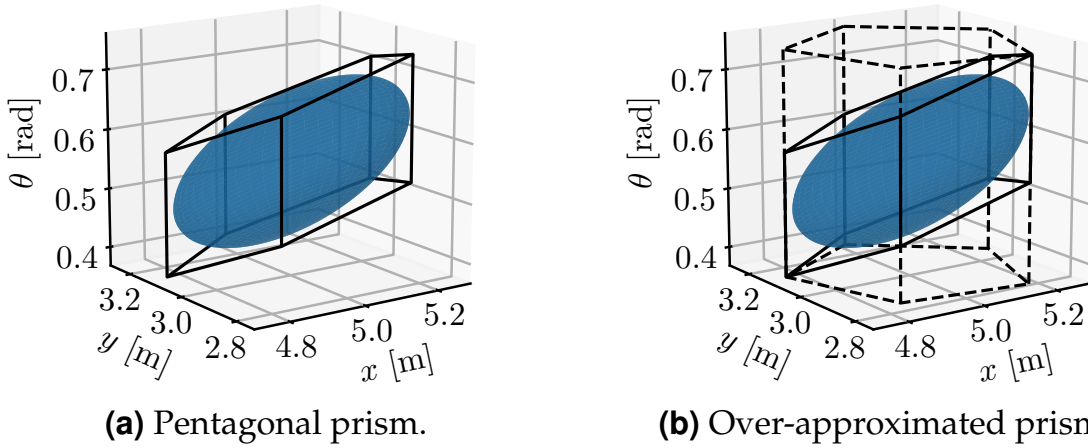 0.7
0.6
0.5
0.4
θ [rad]
3.2
3.0
2.8
y [m]
4.8
5.0
5.2
x [m]
(a) Pentagonal prism.
0.7
0.6
0.5
0.4
θ [rad]
3.2
3.0
2.8
y [m]
4.8
5.0
5.2
x [m]
(b) Over-approximated prism